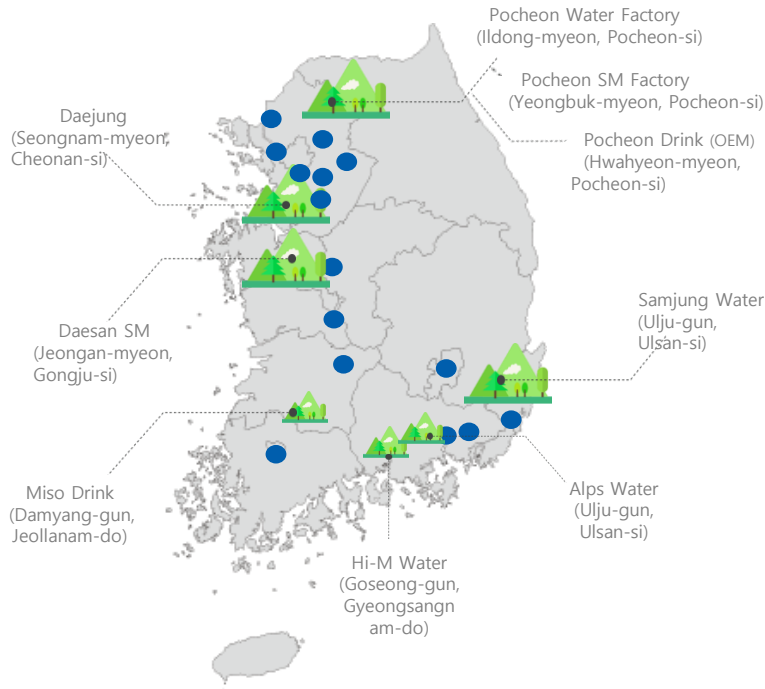 Pocheon Water Factory
(Ildong-myeon, Pocheon-si)
Pocheon SM Factory
(Yeongbuk-myeon, Pocheon-si)
Pocheon Drink (OEM)
(Hwahyeon-myeon,
Pocheon-si)
Daejung
(Seongnam-myeon,
Cheonan-si)
Daesan SM
(Jeongan-myeon,
Gongju-si)
Samjung Water
(Ulju-gun,
Ulsan-si)
Miso Drink
(Damyang-gun,
Jeollanam-do)
Alps Water
(Ulju-gun,
Ulsan-si)
Hi-M Water
(Goseong-gun,
Gyeongsangn
am-do)